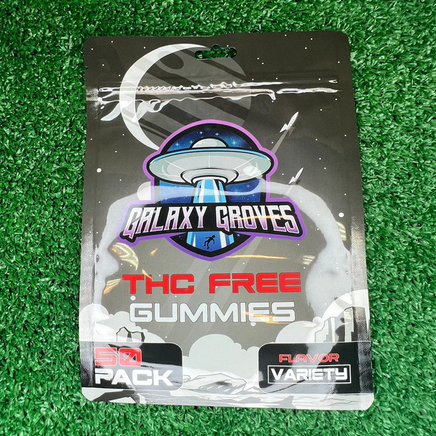 GALAXY GROVES
THC FREE
GUMMIES
50
PACK
FLAVOR
VARIETY